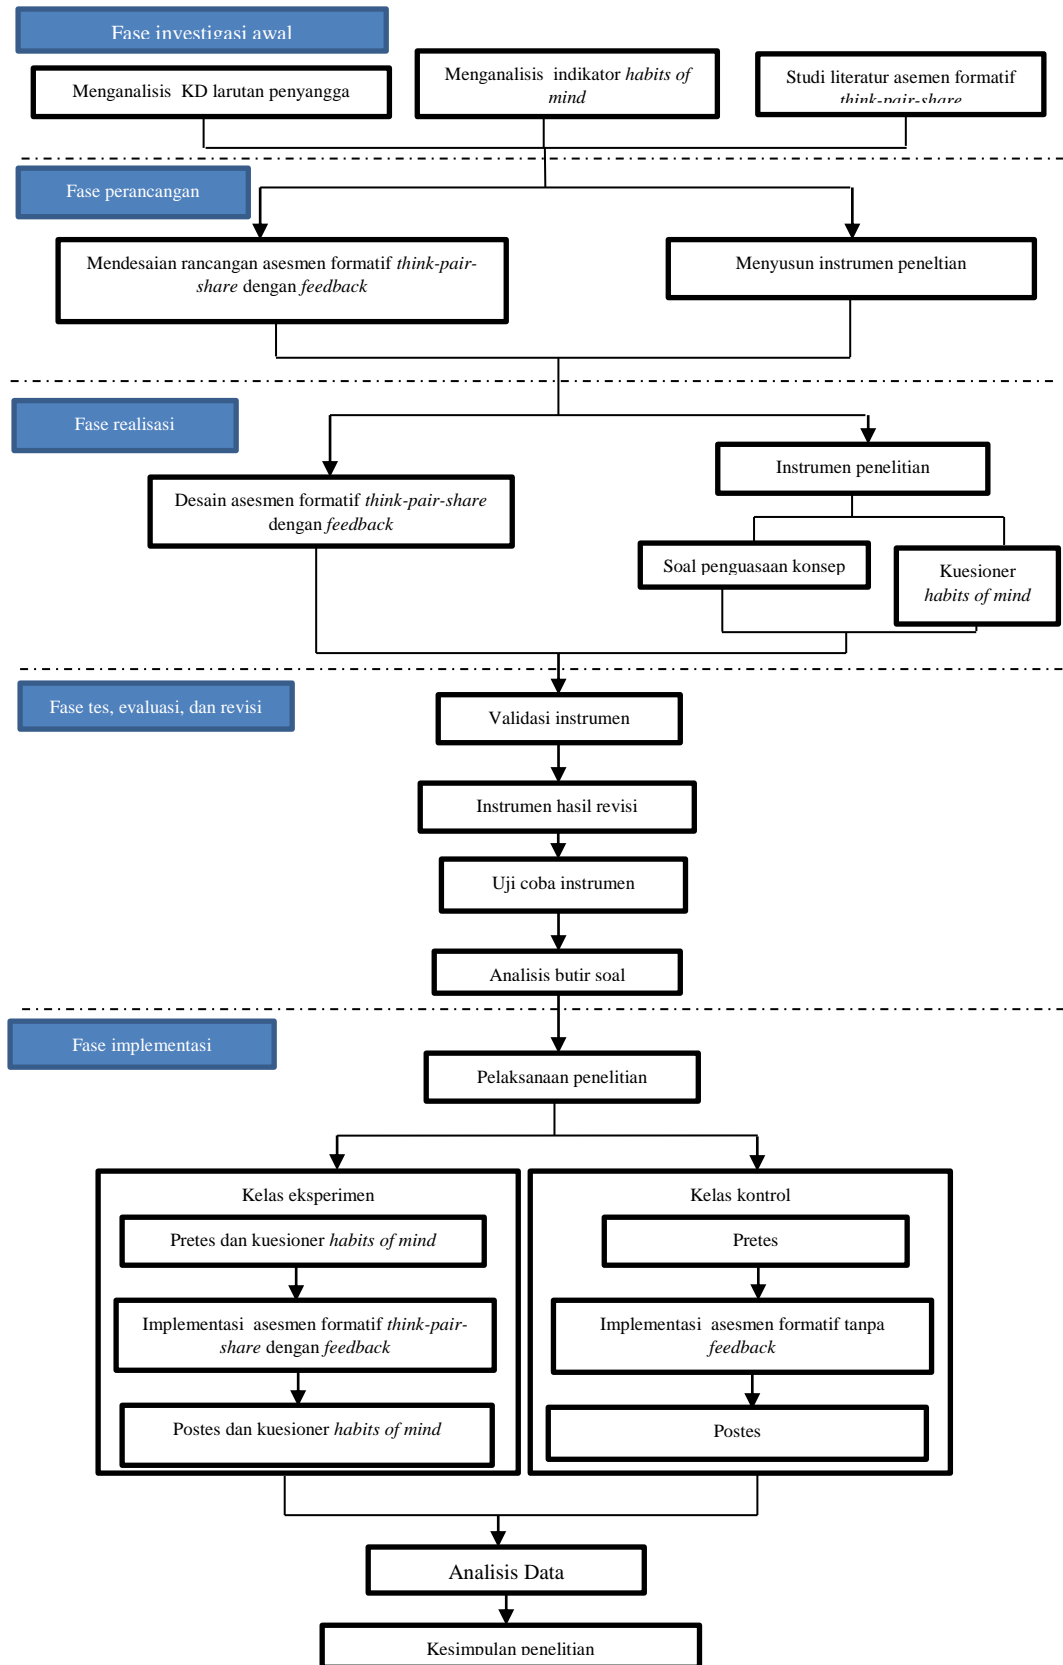 Fase investigasi awal
Menganalisis KD larutan penyangga
Menganalisis indikator habits of
mind
Studi literatur asemen formatif
think-pair-share
Fase perancangan
Mendesaian rancangan asesmen formatif think-pair-
share dengan feedback
Menyusun instrumen peneltian
Fase realisasi
Instrumen penelitian
Desain asesmen formatif think-pair-share
dengan feedback
Soal penguasaan konsep
Kuesioner
habits of mind
Fase tes, evaluasi, dan revisi
Validasi instrumen
Instrumen hasil revisi
Uji coba instrumen
Analisis butir soal
Fase implementasi
Pelaksanaan penelitian
Kelas eksperimen
Pretes dan kuesioner habits of mind
Implementasi asesmen formatif think-pair-
share dengan feedback
Postes dan kuesioner habits of mind
Kelas kontrol
Pretes
Implementasi asesmen formatif tanpa
feedback
Postes
Analisis Data
Kesimpulan penelitian